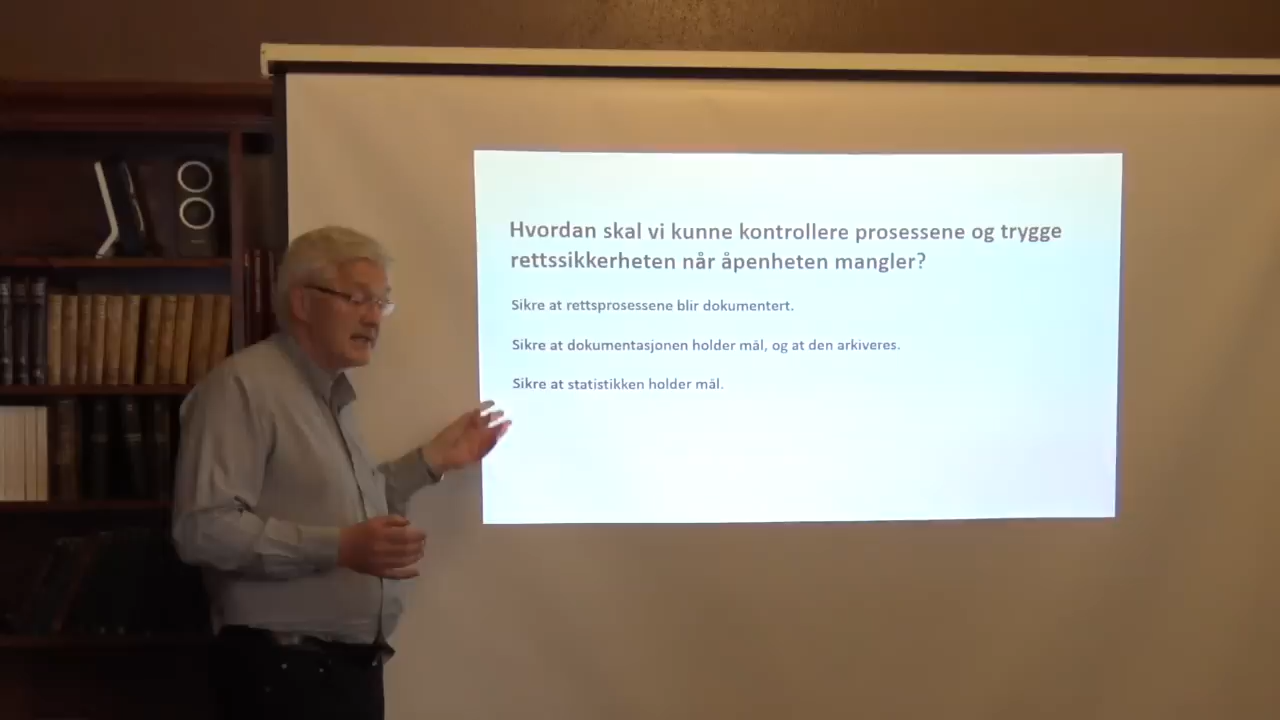 Hvordan skal vi kunne kontrollere prosessene og trygge
rettssikkerheten når åpenheten mangler?
Sikre at rettsprosessene blir dokumentert.
Sikre at dokumentasjonen holder mål, og at den arkiveres.
Sikre at statistikken holder mål.